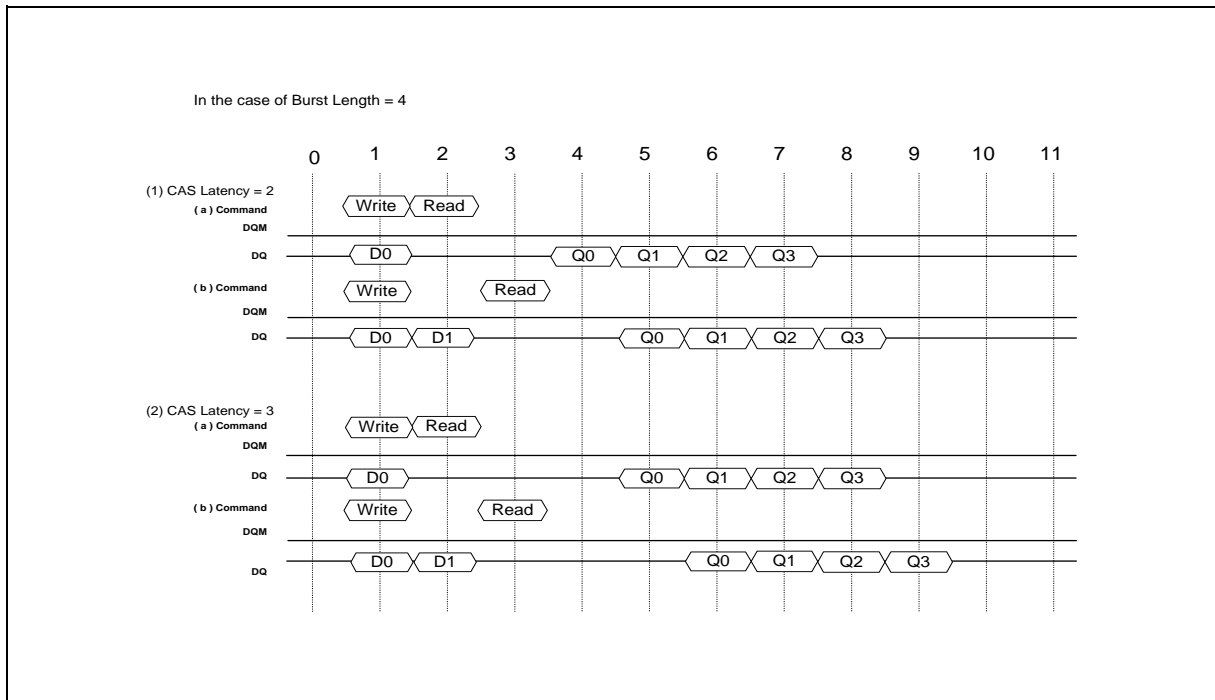 In the case of Burst Length = 4
0 1 2 3 4 5 6 7 8 9 10 11
(1) CAS Latency = 2
( a ) Command Write Read
DQM
DQ D0 Q0 Q1 Q2 Q3
( b ) Command Write Read
DQM
DQ D0 D1 Q0 Q1 Q2 Q3
(2) CAS Latency = 3
( a ) Command Write Read
DQM
DQ D0 Q0 Q1 Q2 Q3
( b ) Command Write Read
DQM
DQ D0 D1 Q0 Q1 Q2 Q3